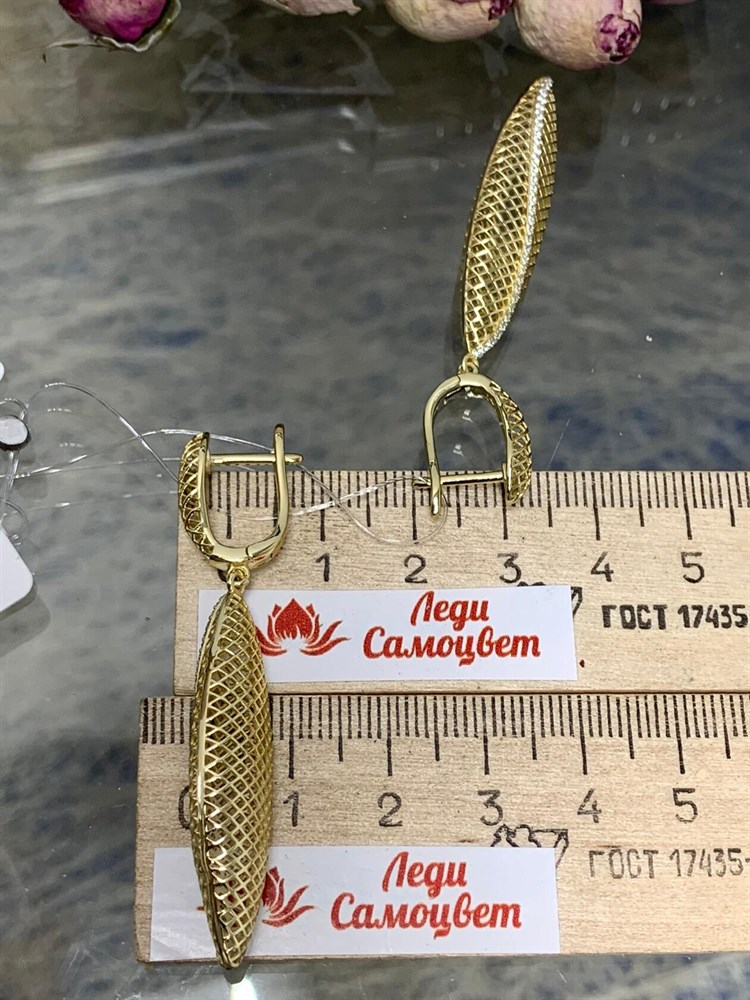 1 2 3 4 5
Леди
Самоцвет
ГОСТ 17435
0 1 2 3 4 5
Леди
Самоцвет
ГОСТ 17435-